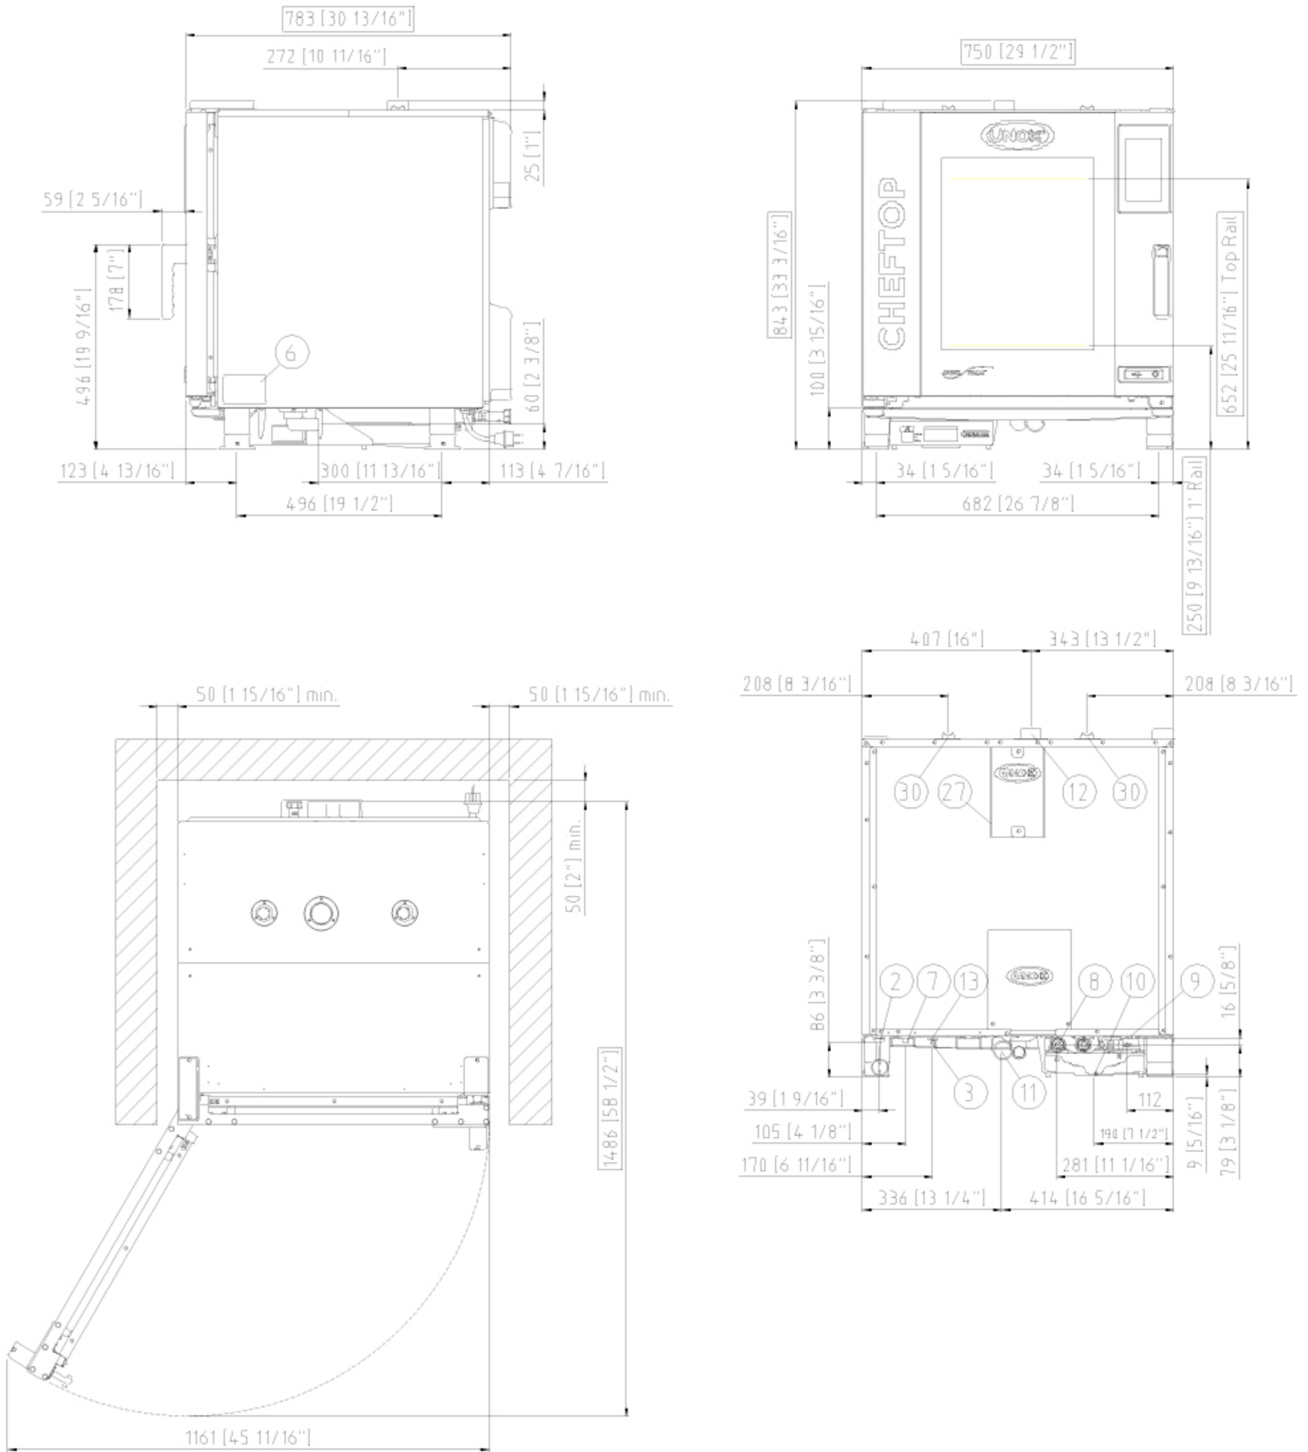 783 [30 13/16"]
272 [10 11/16"]
25 [1"]
59 [2 5/16"]
178 [7"]
496 [19 9/16"]
6
60 [2 3/8"]
123 [4 13/16"]
300 [11 13/16"]
113 [4 7/16"]
496 [19 1/2"]
750 [29 1/2"]
UNOX
CHEFTOP
843 [33 3/16"]
100 [3 15/16"]
652 [25 11/16"] Top Rail
34 [1 5/16"]
34 [1 5/16"]
682 [26 7/8"]
250 [9 13/16"] 1' Rail
50 [1 15/16"] min.
50 [1 15/16"] min.
50 [2"] min.
1486 [58 1/2"]
1161 [45 11/16"]
407 [16"]
343 [13 1/2"]
208 [8 3/16"]
208 [8 3/16"]
UNOX
30
27
12
30
UNOX
86 [3 3/8"]
2
7
13
8
10
9
16 [5/8"]
3
11
39 [1 9/16"]
112
105 [4 1/8"]
190 [7 1/2"]
170 [6 11/16"]
281 [11 1/16"]
9 [5/16"]
79 [3 1/8"]
336 [13 1/4"]
414 [16 5/16"]